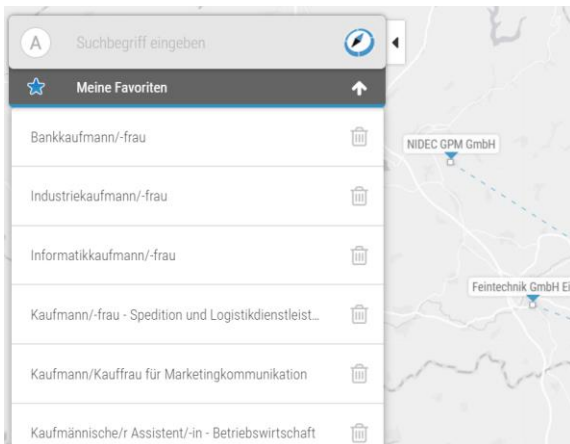 A
Suchbegriff eingeben
Meine Favoriten
Bankkaufmann/-frau
NIDEC GPM GmbH
Industriekaufmann/-frau
Informatikkaufmann/-frau
Feintechnik GmbH Ei
Kaufmann/-frau - Spedition und Logistikdienstleist...
Kaufmann/Kauffrau für Marketingkommunikation
Kaufmännische/r Assistent/-in - Betriebswirtschaft